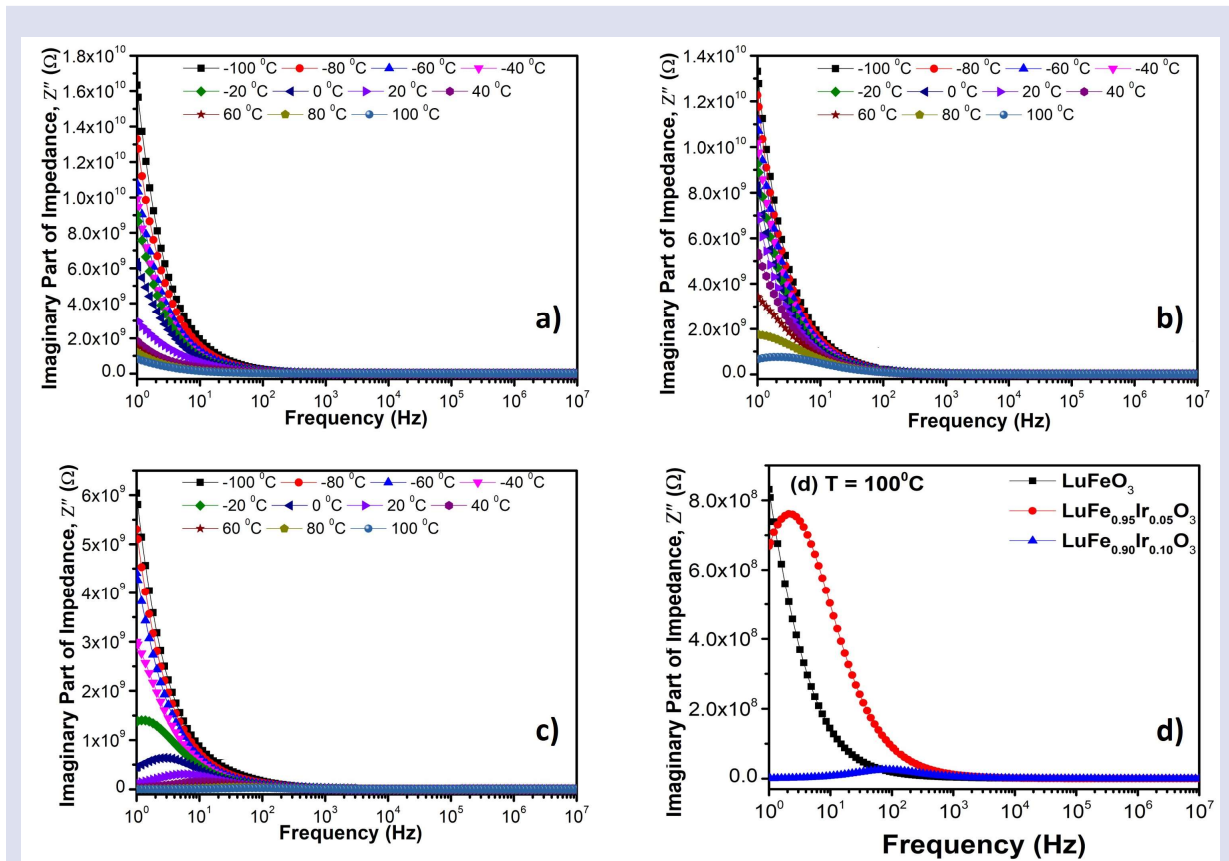 Imaginary Part of Impedance, Z'' (Ω)
1.8x10¹⁰
1.6x10¹⁰
1.4x10¹⁰
1.2x10¹⁰
1.0x10¹⁰
8.0x10⁹
6.0x10⁹
4.0x10⁹
2.0x10⁹
0.0
-100 ⁰C -80 ⁰C -60 ⁰C -40 ⁰C
-20 ⁰C 0 ⁰C 20 ⁰C 40 ⁰C
60 ⁰C 80 ⁰C 100 ⁰C
a)
10⁰ 10¹ 10² 10³ 10⁴ 10⁵ 10⁶ 10⁷
Frequency (Hz)
Imaginary Part of Impedance, Z'' (Ω)
1.4x10¹⁰
1.2x10¹⁰
1.0x10¹⁰
8.0x10⁹
6.0x10⁹
4.0x10⁹
2.0x10⁹
0.0
-100 ⁰C -80 ⁰C -60 ⁰C -40 ⁰C
-20 ⁰C 0 ⁰C 20 ⁰C 40 ⁰C
60 ⁰C 80 ⁰C 100 ⁰C
b)
10⁰ 10¹ 10² 10³ 10⁴ 10⁵ 10⁶ 10⁷
Frequency (Hz)
Imaginary Part of Impedance, Z'' (Ω)
6x10⁹
5x10⁹
4x10⁹
3x10⁹
2x10⁹
1x10⁹
0
-100 ⁰C -80 ⁰C -60 ⁰C -40 ⁰C
-20 ⁰C 0 ⁰C 20 ⁰C 40 ⁰C
60 ⁰C 80 ⁰C 100 ⁰C
c)
10⁰ 10¹ 10² 10³ 10⁴ 10⁵ 10⁶ 10⁷
Frequency (Hz)
Imaginary Part of Impedance, Z'' (Ω)
8.0x10⁸
6.0x10⁸
4.0x10⁸
2.0x10⁸
0.0
(d) T = 100⁰C
LuFeO₃
LuFe₀.₉₅Ir₀.₀₅O₃
LuFe₀.₉₀Ir₀.₁₀O₃
d)
10⁰ 10¹ 10² 10³ 10⁴ 10⁵ 10⁶ 10⁷
Frequency (Hz)